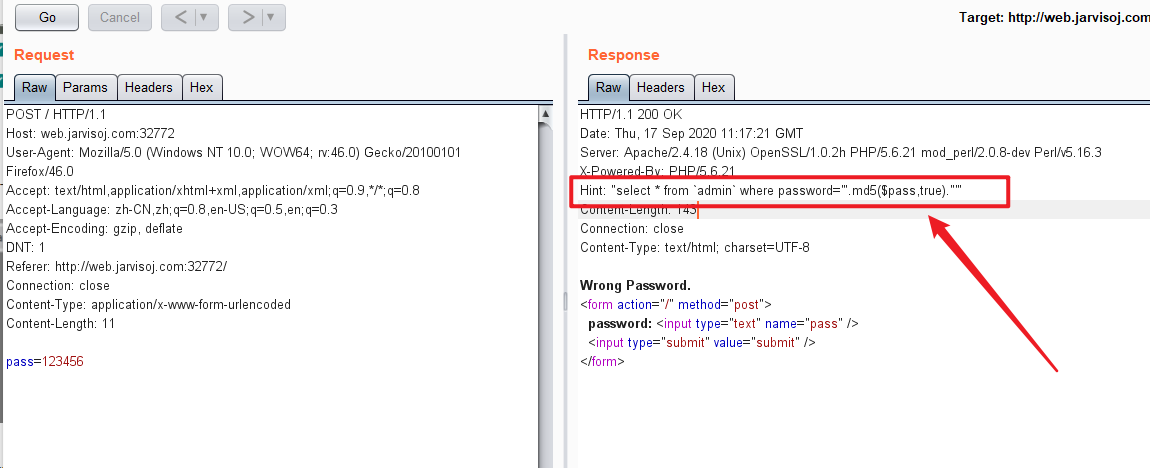 Go Cancel < ▼ > ▼ Target: http://web.jarvisoj.com
Request
Raw Params Headers Hex
POST / HTTP/1.1
Host: web.jarvisoj.com:32772
User-Agent: Mozilla/5.0 (Windows NT 10.0; WOW64; rv:46.0) Gecko/20100101
Firefox/46.0
Accept: text/html,application/xhtml+xml,application/xml;q=0.9,*/*;q=0.8
Accept-Language: zh-CN,zh;q=0.8,en-US;q=0.5,en;q=0.3
Accept-Encoding: gzip, deflate
DNT: 1
Referer: http://web.jarvisoj.com:32772/
Connection: close
Content-Type: application/x-www-form-urlencoded
Content-Length: 11
pass=123456
Response
Raw Headers Hex
HTTP/1.1 200 OK
Date: Thu, 17 Sep 2020 11:17:21 GMT
Server: Apache/2.4.18 (Unix) OpenSSL/1.0.2h PHP/5.6.21 mod_perl/2.0.8-dev Perl/v5.16.3
X-Powered-By: PHP/5.6.21
Hint: "select * from `admin` where password='".md5($pass,true)."'"
Content-Length: 143
Connection: close
Content-Type: text/html; charset=UTF-8
Wrong Password.
<form action="/" method="post">
password: <input type="text" name="pass" />
<input type="submit" value="submit" />
</form>